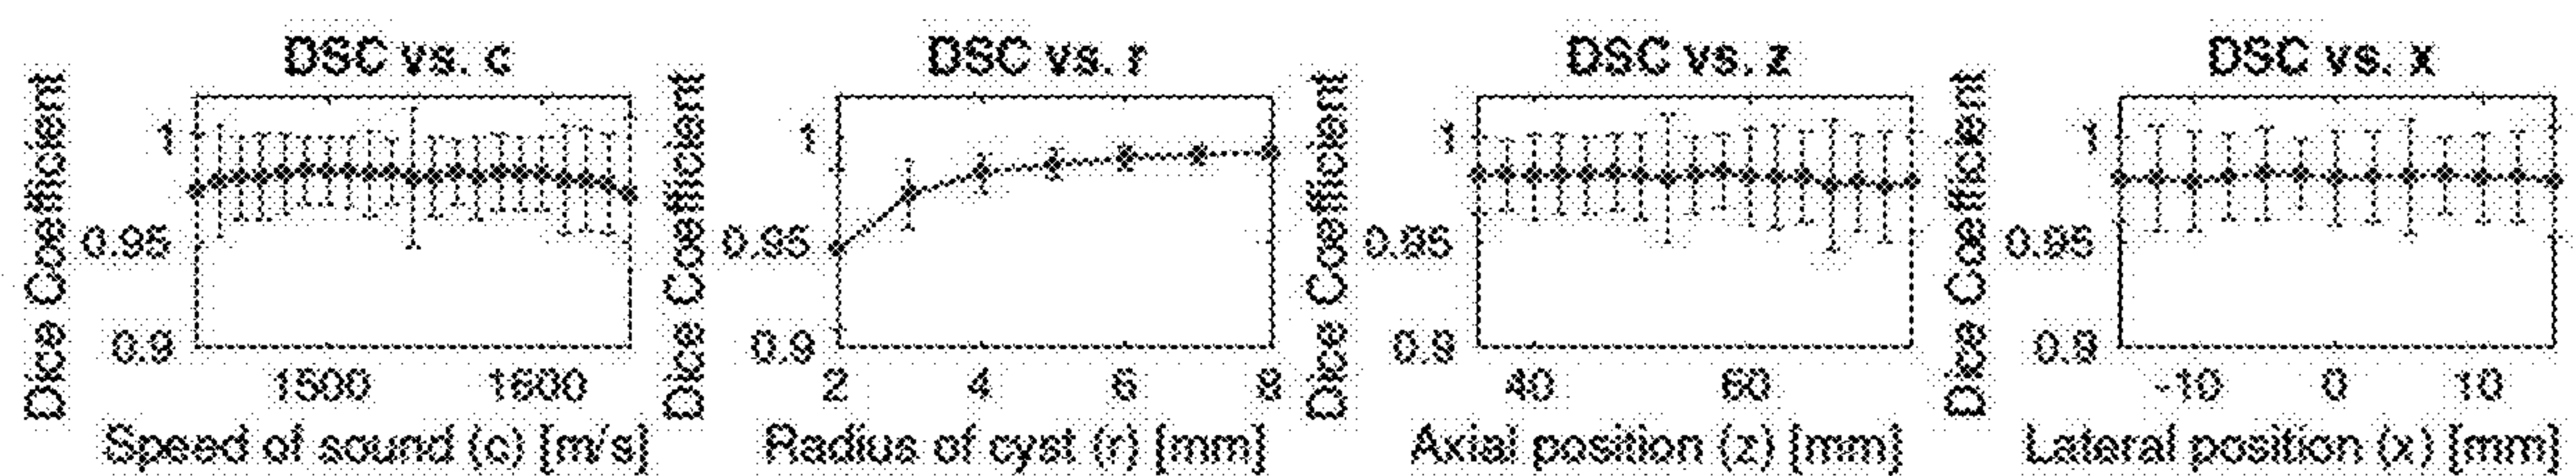 DSC vs. c
Dice Coefficient
1
0.95
0.9
1500 1600
Speed of sound (c) [m/s]
DSC vs. r
Dice Coefficient
1
0.95
0.9
2 4 6 8
Radius of cyst (r) [mm]
DSC vs. z
Dice Coefficient
1
0.95
0.9
40 60
Axial position (z) [mm]
DSC vs. x
Dice Coefficient
1
0.95
0.9
-10 0 10
Lateral position (x) [mm]